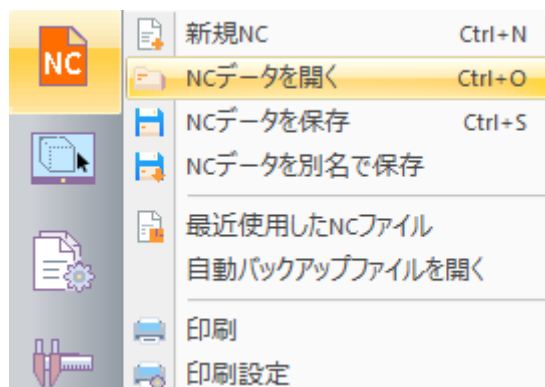 NC
新規NC Ctrl+N
NCデータを開く Ctrl+O
NCデータを保存 Ctrl+S
NCデータを別名で保存
最近使用したNCファイル
自動バックアップファイルを開く
印刷
印刷設定